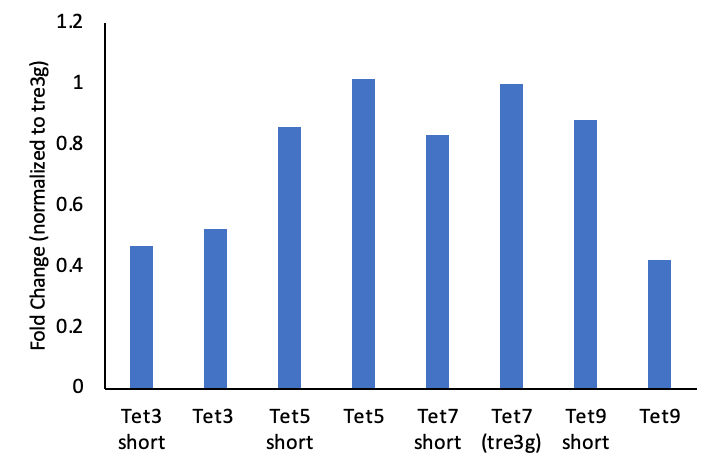 1.2
1
0.8
0.6
0.4
0.2
0
Fold Change (normalized to tre3g)
Tet3 short
Tet3
Tet5 short
Tet5
Tet7 short
Tet7 (tre3g)
Tet9 short
Tet9